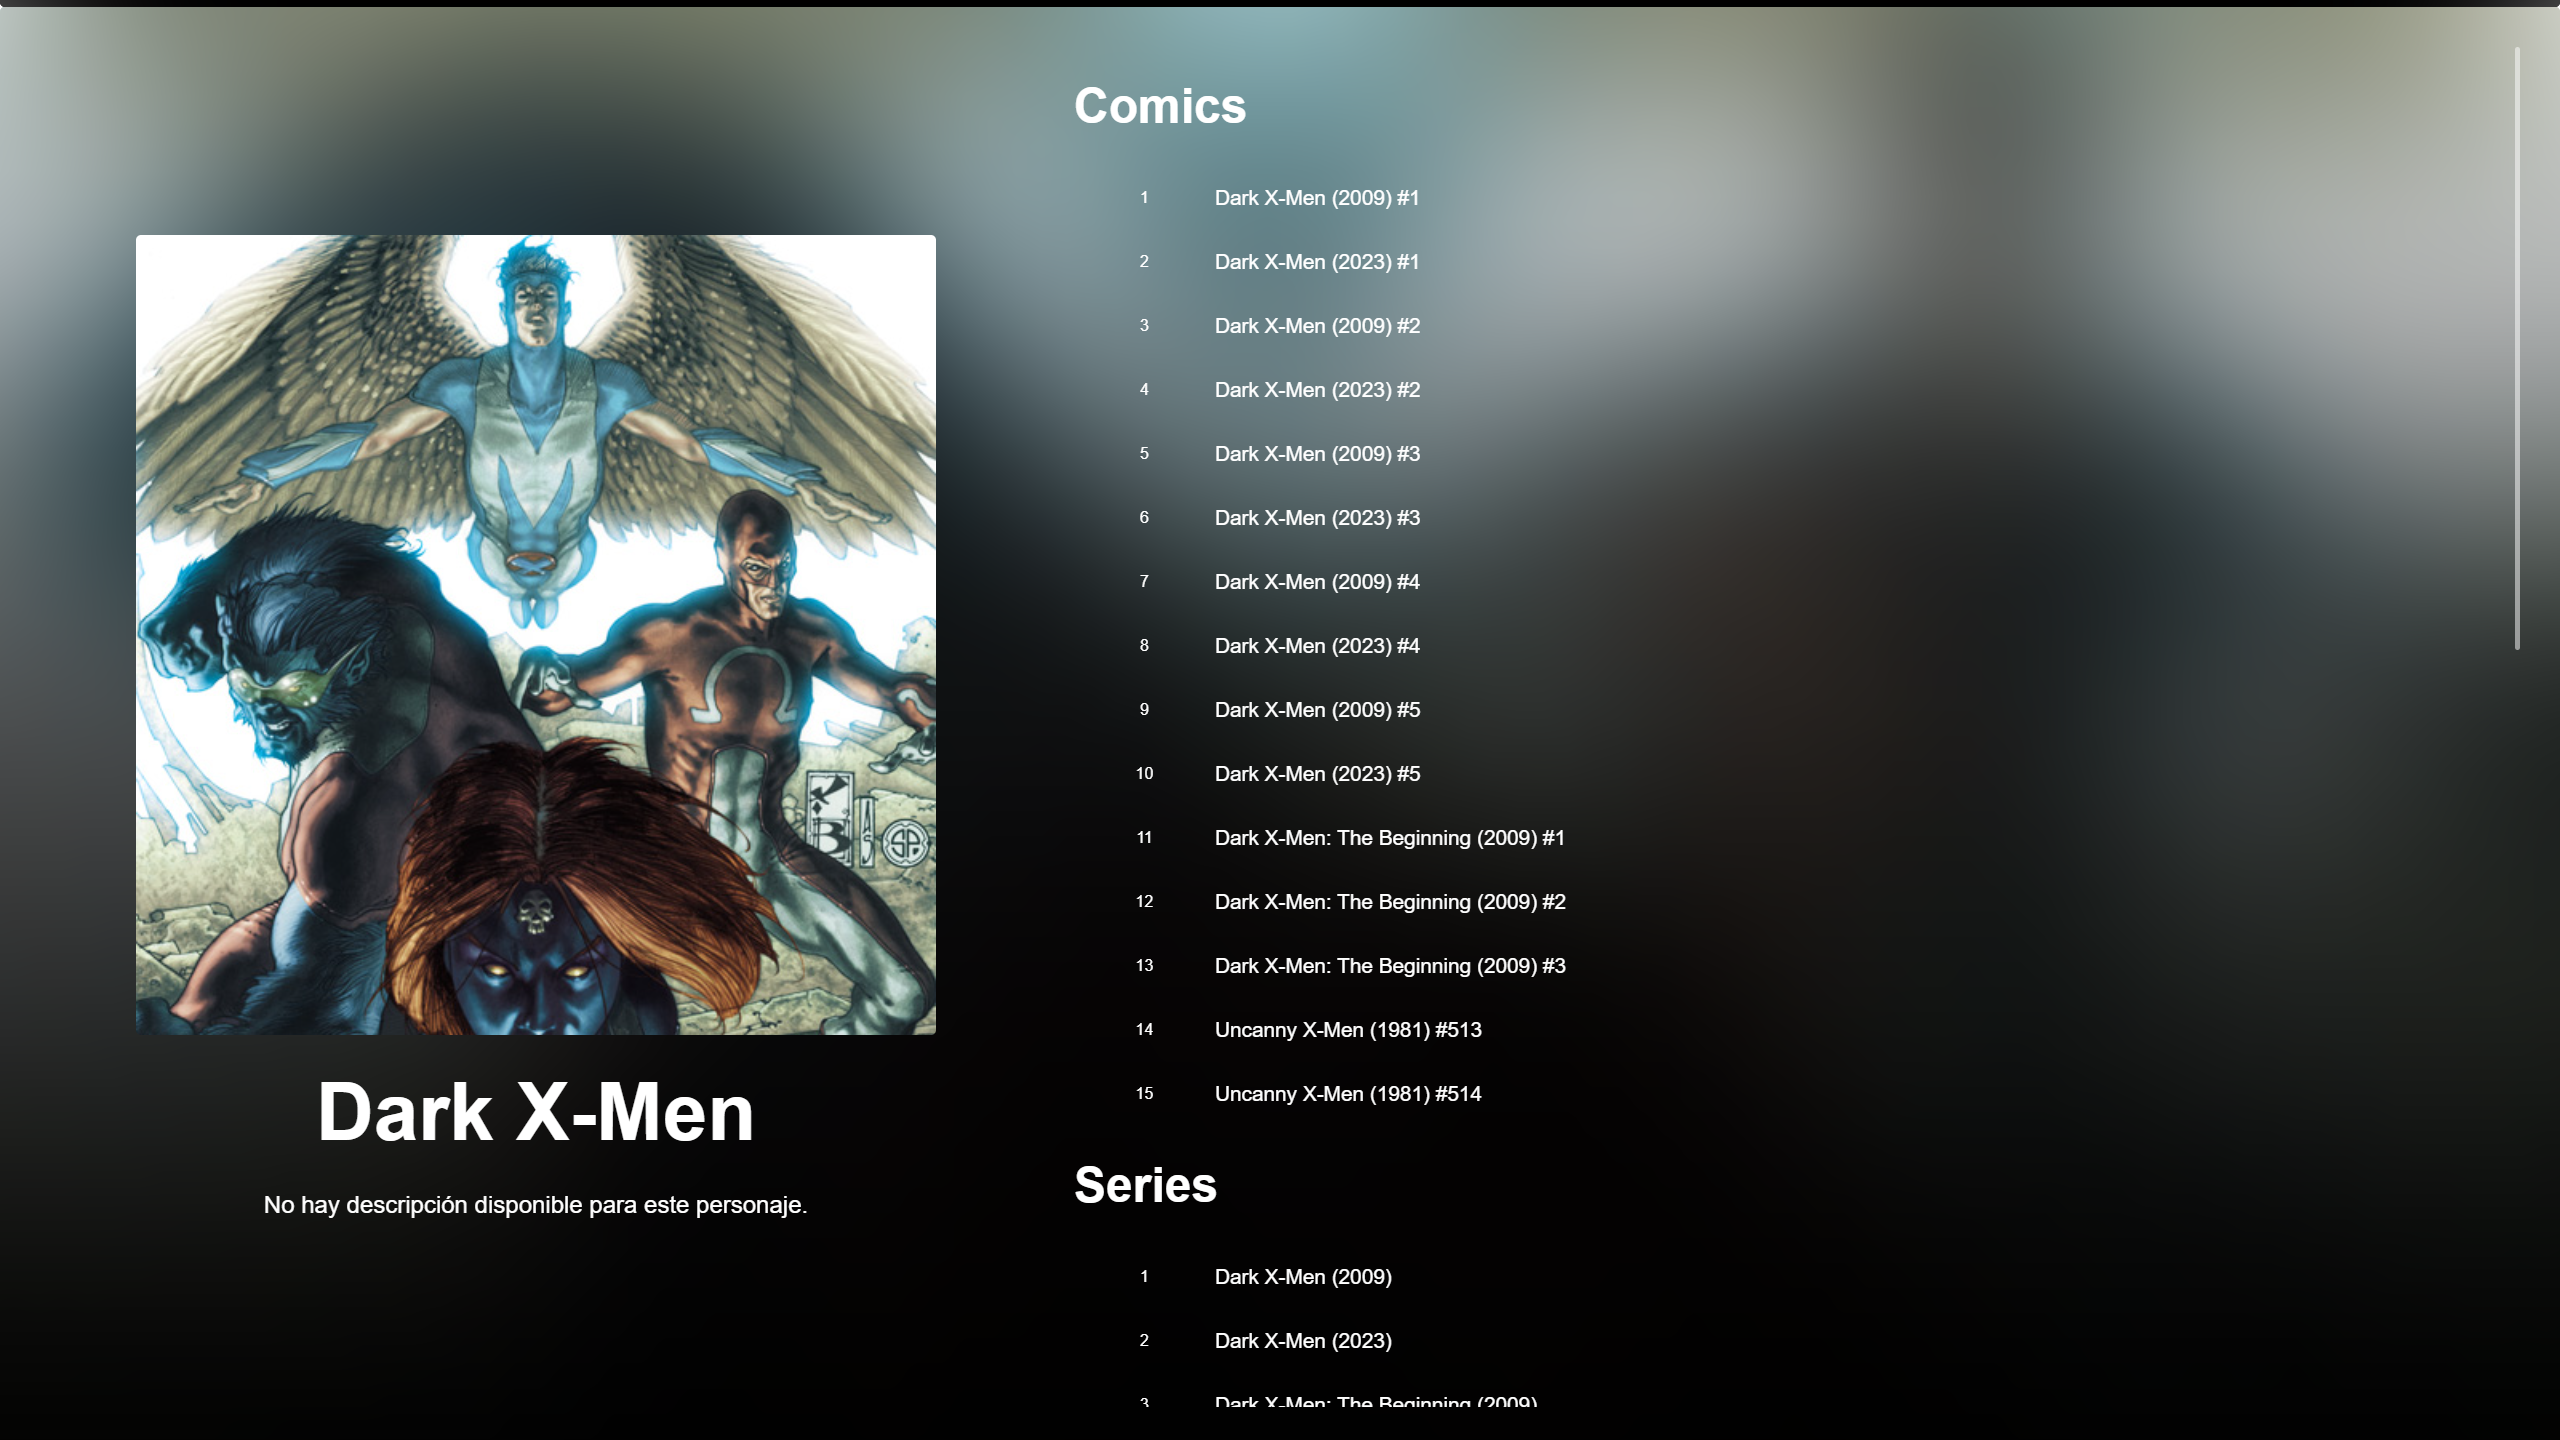 Dark X-Men
No hay descripción disponible para este personaje.
Comics
1 Dark X-Men (2009) #1
2 Dark X-Men (2023) #1
3 Dark X-Men (2009) #2
4 Dark X-Men (2023) #2
5 Dark X-Men (2009) #3
6 Dark X-Men (2023) #3
7 Dark X-Men (2009) #4
8 Dark X-Men (2023) #4
9 Dark X-Men (2009) #5
10 Dark X-Men (2023) #5
11 Dark X-Men: The Beginning (2009) #1
12 Dark X-Men: The Beginning (2009) #2
13 Dark X-Men: The Beginning (2009) #3
14 Uncanny X-Men (1981) #513
15 Uncanny X-Men (1981) #514
Series
1 Dark X-Men (2009)
2 Dark X-Men (2023)
3 Dark X-Men: The Beginning (2009)